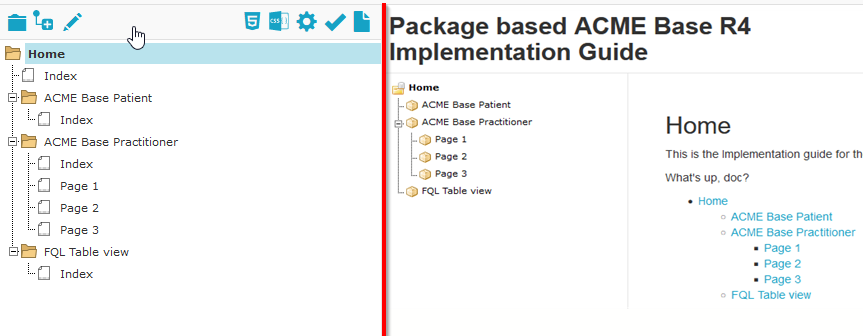 Home
Index
ACME Base Patient
Index
ACME Base Practitioner
Index
Page 1
Page 2
Page 3
FQL Table view
Index
Package based ACME Base R4
Implementation Guide
Home
ACME Base Patient
ACME Base Practitioner
Page 1
Page 2
Page 3
FQL Table view
Home
This is the Implementation guide for th
What's up, doc?
Home
ACME Base Patient
ACME Base Practitioner
Page 1
Page 2
Page 3
FQL Table view